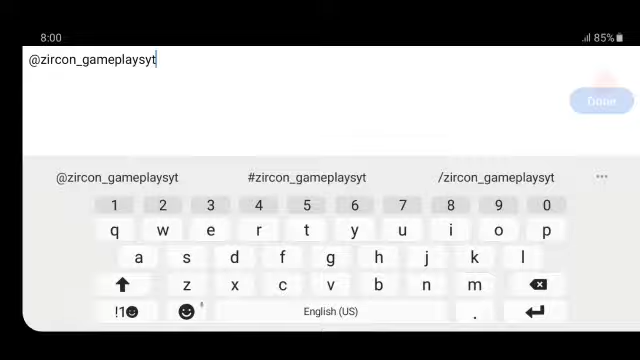 8:00 85%
@zircon_gameplaysyt
Done
@zircon_gameplaysyt #zircon_gameplaysyt /zircon_gameplaysyt ...
1 2 3 4 5 6 7 8 9 0
q w e r t y u i o p
a s d f g h j k l
z x c v b n m
!1 English (US) .